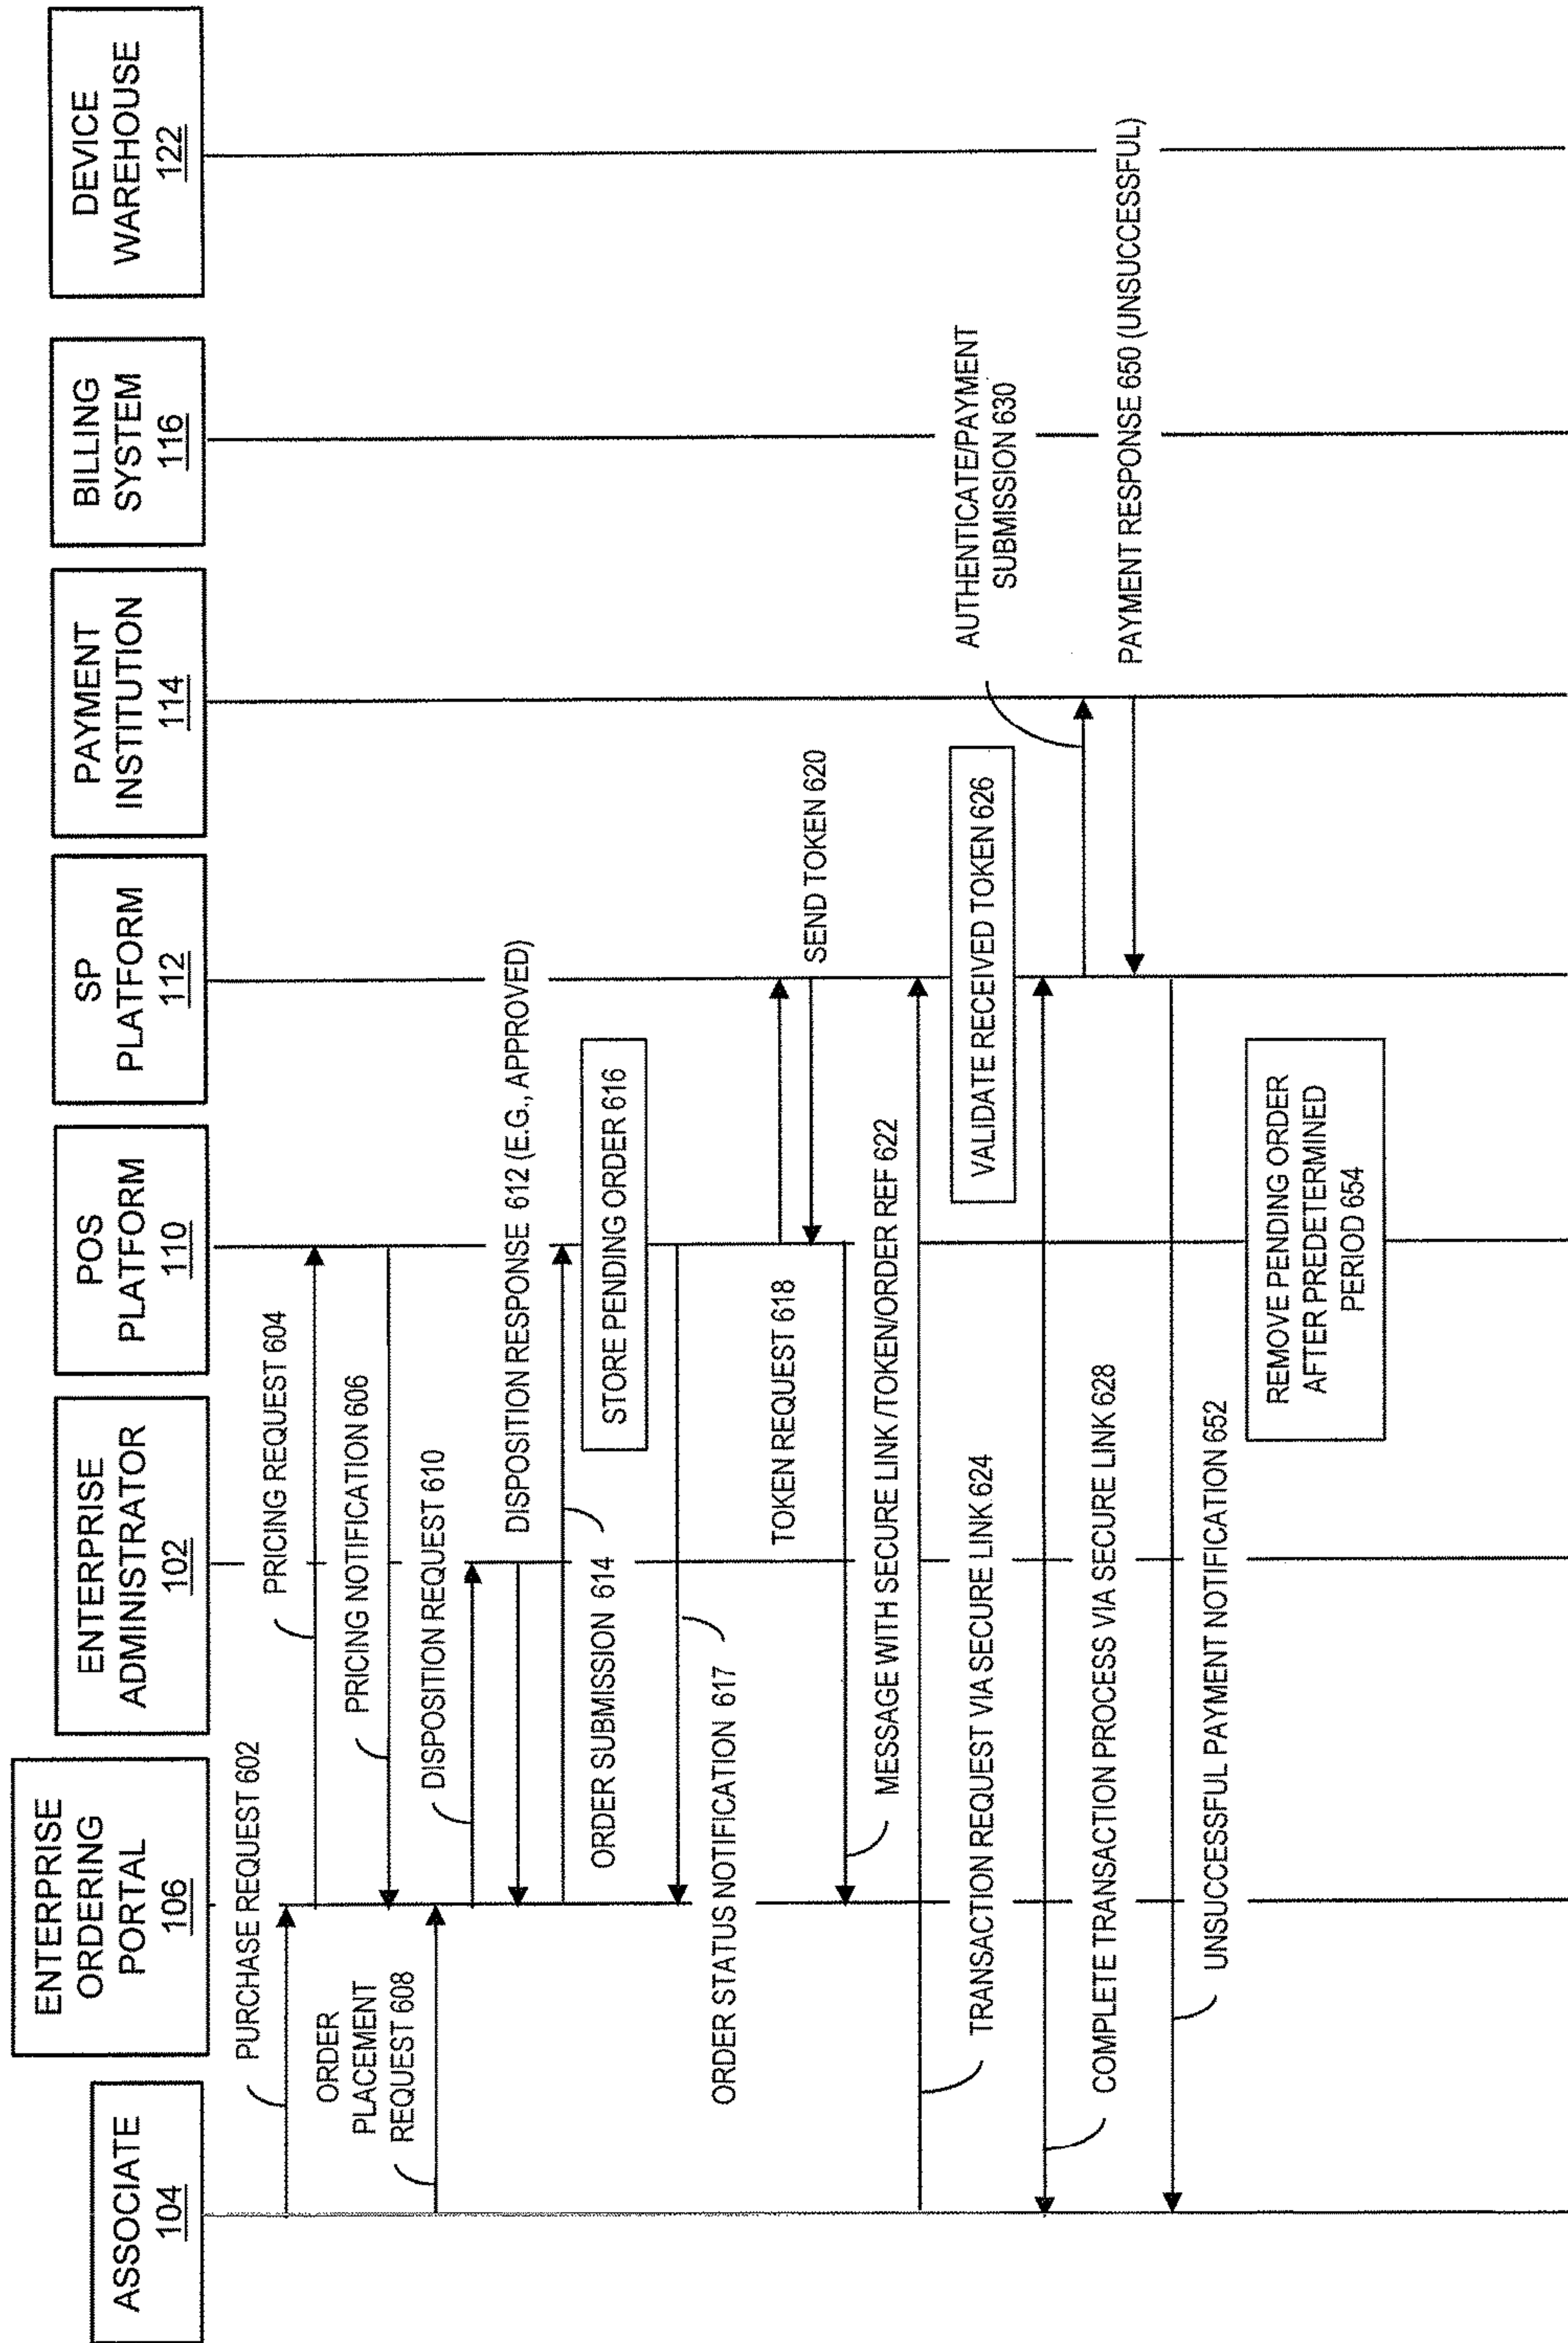 ASSOCIATE
104
ENTERPRISE
ORDERING
PORTAL
106
ENTERPRISE
ADMINISTRATOR
102
POS
PLATFORM
110
SP
PLATFORM
112
PAYMENT
INSTITUTION
114
BILLING
SYSTEM
116
DEVICE
WAREHOUSE
122
PURCHASE REQUEST 602
PRICING REQUEST 604
PRICING NOTIFICATION 606
ORDER
PLACEMENT
REQUEST 608
DISPOSITION REQUEST 610
DISPOSITION RESPONSE 612 (E.G., APPROVED)
ORDER SUBMISSION 614
STORE PENDING ORDER 616
ORDER STATUS NOTIFICATION 617
TOKEN REQUEST 618
SEND TOKEN 620
MESSAGE WITH SECURE LINK /TOKEN/ORDER REF 622
TRANSACTION REQUEST VIA SECURE LINK 624
VALIDATE RECEIVED TOKEN 626
COMPLETE TRANSACTION PROCESS VIA SECURE LINK 628
AUTHENTICATE/PAYMENT
SUBMISSION 630
PAYMENT RESPONSE 650 (UNSUCCESSFUL)
UNSUCCESSFUL PAYMENT NOTIFICATION 652
REMOVE PENDING ORDER
AFTER PREDETERMINED
PERIOD 654